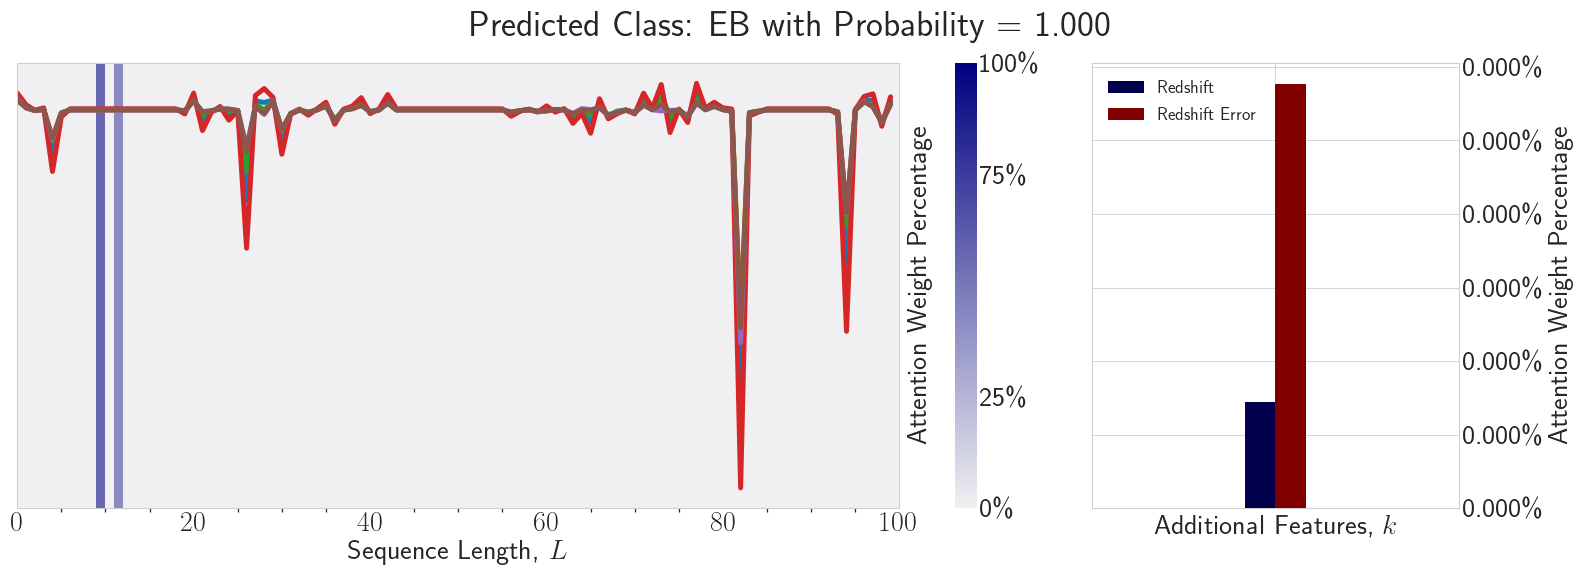 Predicted Class: EB with Probability = 1.000
0 20 40 60 80 100
Sequence Length, L
Attention Weight Percentage
100%
75%
25%
0%
Redshift
Redshift Error
Additional Features, k
0.000%
0.000%
0.000%
0.000%
0.000%
0.000%
0.000%
Attention Weight Percentage